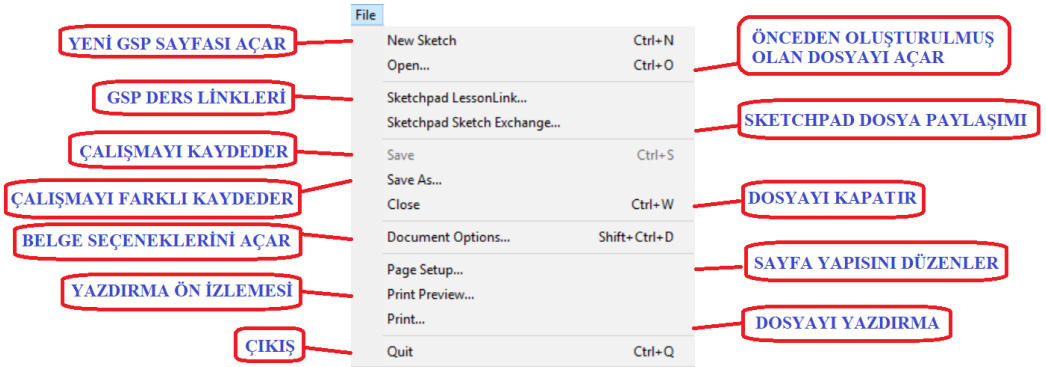 File
YENİ GSP SAYFASI AÇAR
New Sketch Ctrl+N
ÖNCEDEN OLUŞTURULMUŞ
OLAN DOSYAYI AÇAR
Open... Ctrl+O
GSP DERS LİNKLERİ
Sketchpad LessonLink...
Sketchpad Sketch Exchange...
SKETCHPAD DOSYA PAYLAŞIMI
ÇALIŞMAYI KAYDEDER
Save Ctrl+S
ÇALIŞMAYI FARKLI KAYDEDER
Save As...
Close Ctrl+W
DOSYAYI KAPATIR
BELGE SEÇENEKLERİNİ AÇAR
Document Options... Shift+Ctrl+D
Page Setup...
SAYFA YAPISINI DÜZENLER
YAZDIRMA ÖN İZLEMESİ
Print Preview...
Print...
DOSYAYI YAZDIRMA
ÇIKIŞ
Quit Ctrl+Q